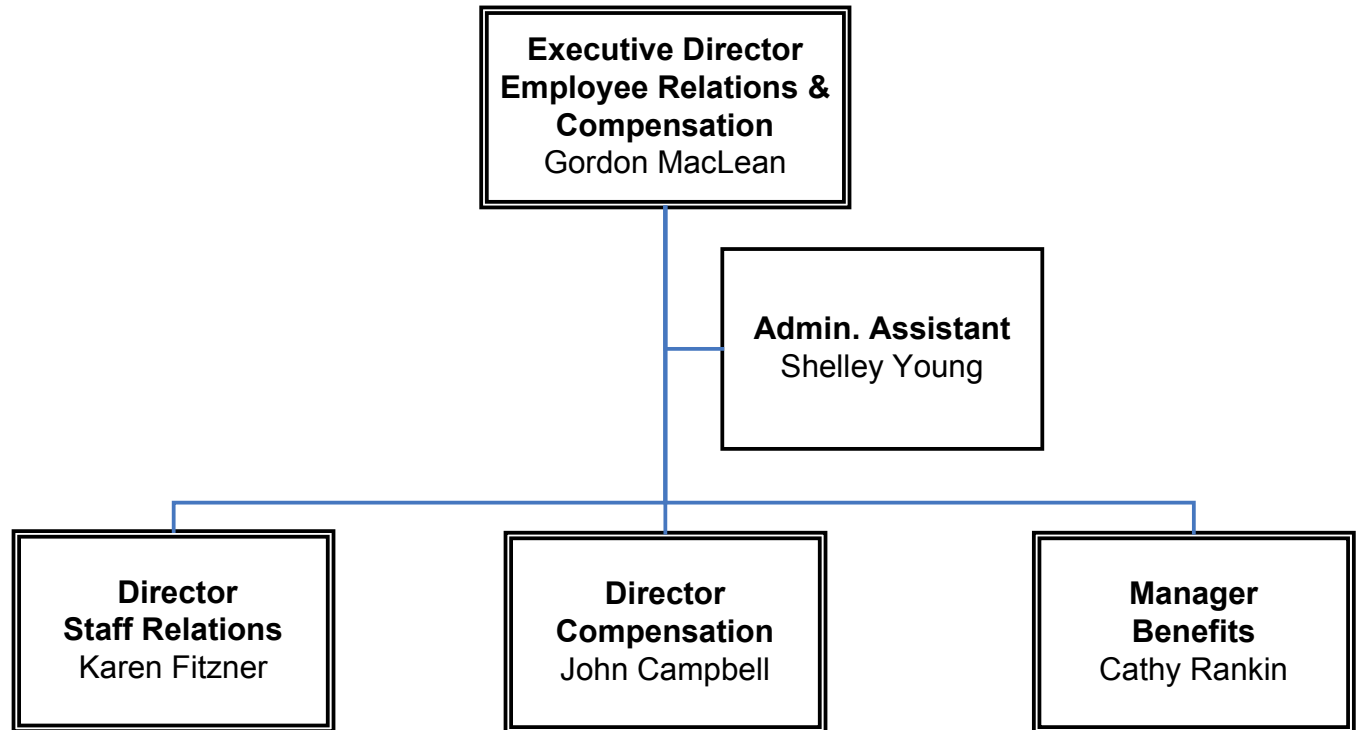 Executive Director
Employee Relations &
Compensation
Gordon MacLean
Admin. Assistant
Shelley Young
Director
Staff Relations
Karen Fitzner
Director
Compensation
John Campbell
Manager
Benefits
Cathy Rankin